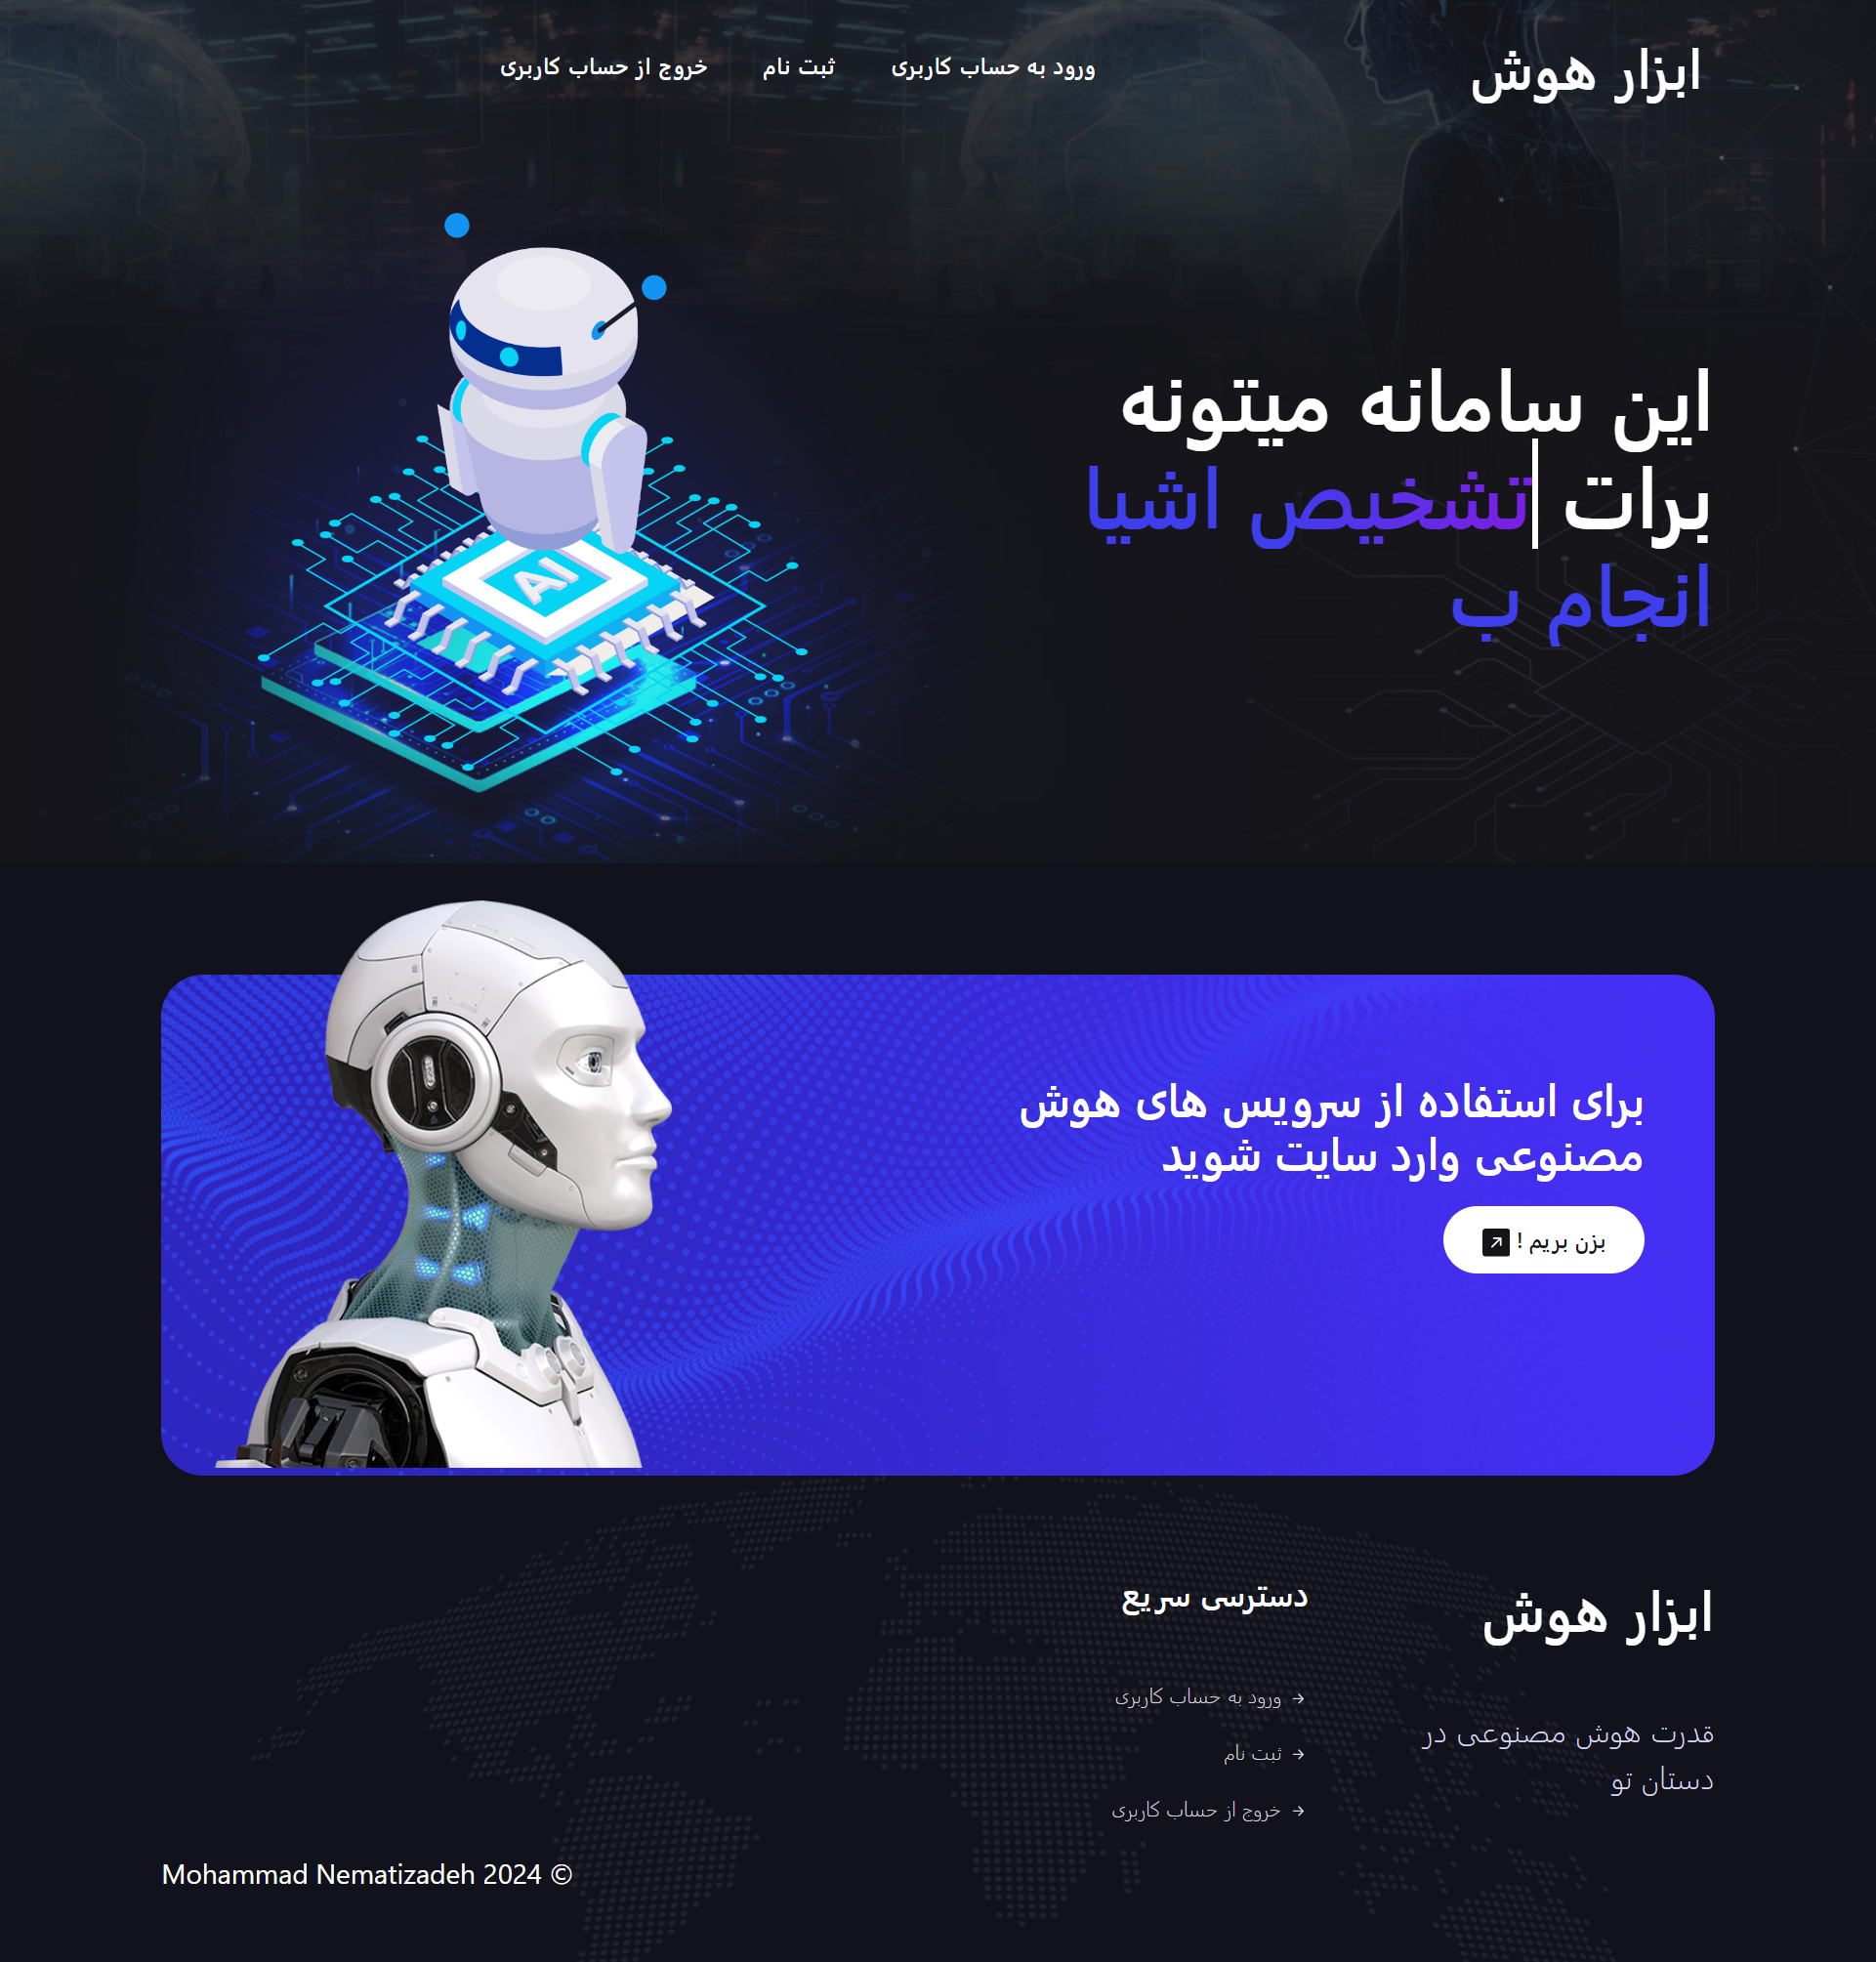 ابزار هوش
ورود به حساب کاربری
ثبت نام
خروج از حساب کاربری
این سامانه میتونه
برات تشخیص اشیا
انجام ب
AI
برای استفاده از سرویس های هوش
مصنوعی وارد سایت شوید
بزن بریم !
ابزار هوش
قدرت هوش مصنوعی در
دستان تو
دسترسی سریع
ورود به حساب کاربری
ثبت نام
خروج از حساب کاربری
Mohammad Nematizadeh 2024 ©